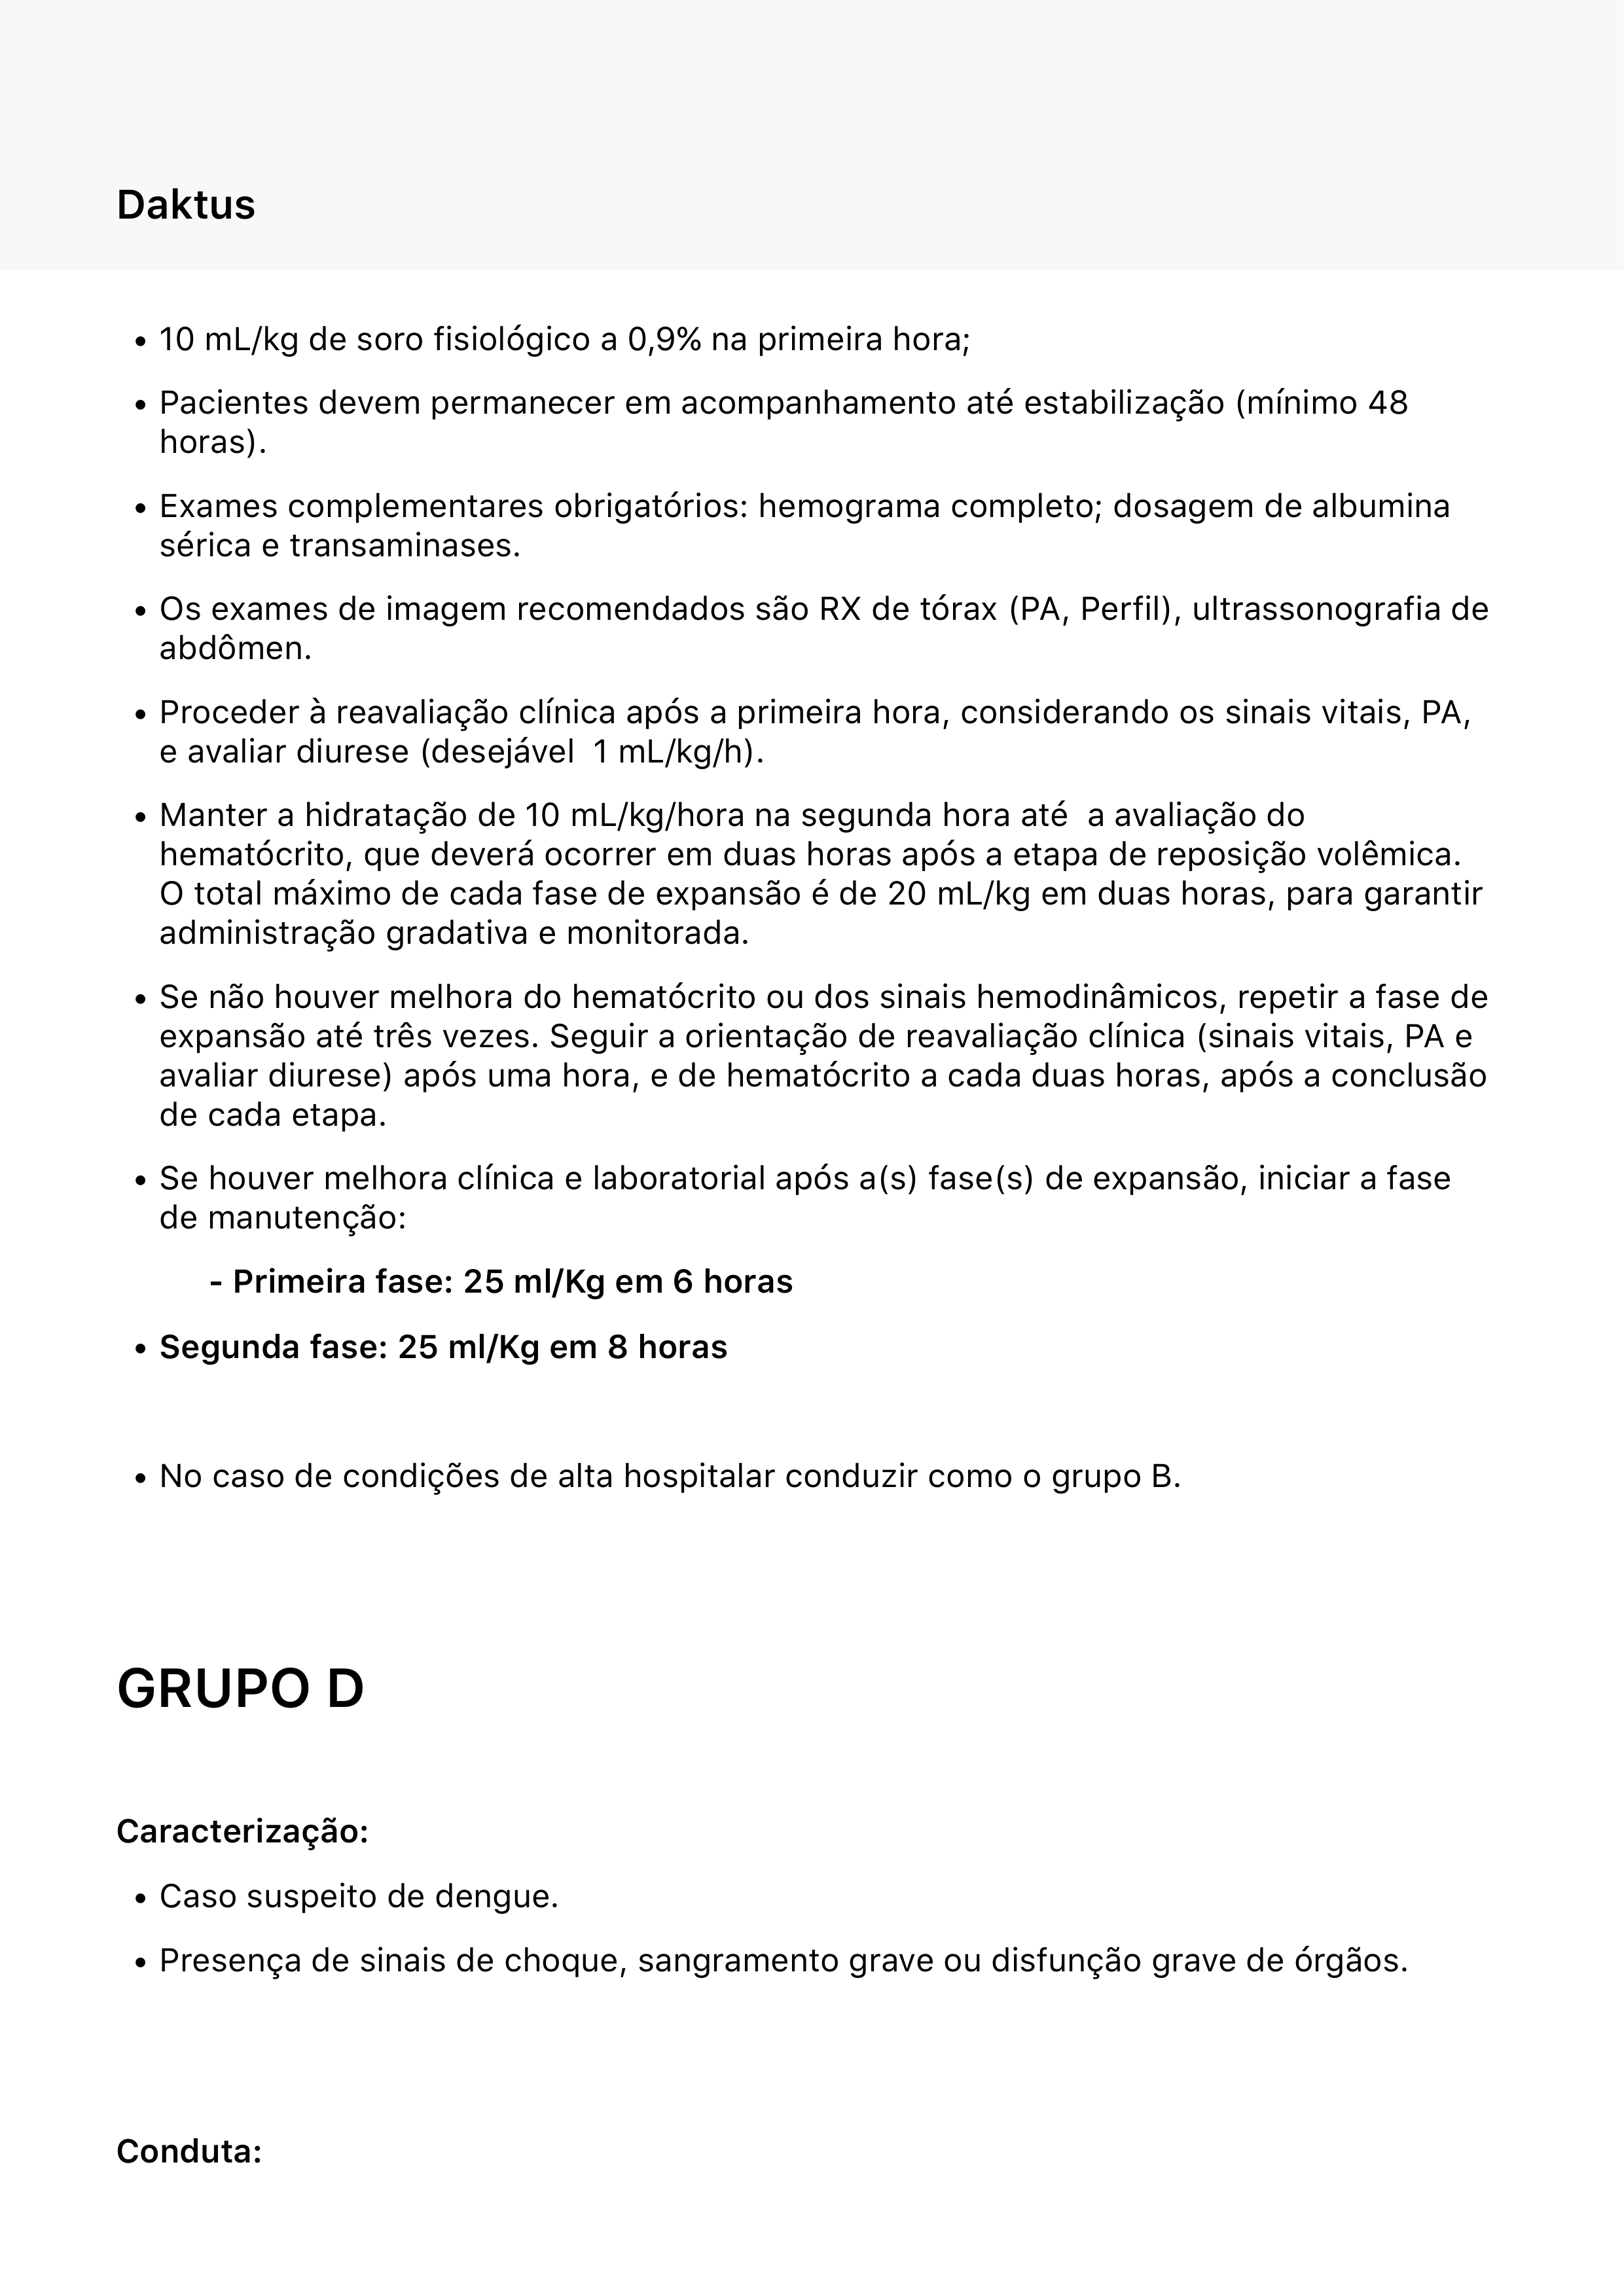 Daktus
• 10 mL/kg de soro fisiológico a 0,9% na primeira hora;
• Pacientes devem permanecer em acompanhamento até estabilização (mínimo 48
horas).
• Exames complementares obrigatórios: hemograma completo; dosagem de albumina
sérica e transaminases.
• Os exames de imagem recomendados são RX de tórax (PA, Perfil), ultrassonografia de
abdômen.
• Proceder à reavaliação clínica após a primeira hora, considerando os sinais vitais, PA,
e avaliar diurese (desejável  1 mL/kg/h).
• Manter a hidratação de 10 mL/kg/hora na segunda hora até  a avaliação do
hematócrito, que deverá ocorrer em duas horas após a etapa de reposição volêmica.
O total máximo de cada fase de expansão é de 20 mL/kg em duas horas, para garantir
administração gradativa e monitorada.
• Se não houver melhora do hematócrito ou dos sinais hemodinâmicos, repetir a fase de
expansão até três vezes. Seguir a orientação de reavaliação clínica (sinais vitais, PA e
avaliar diurese) após uma hora, e de hematócrito a cada duas horas, após a conclusão
de cada etapa.
• Se houver melhora clínica e laboratorial após a(s) fase(s) de expansão, iniciar a fase
de manutenção:
- Primeira fase: 25 ml/Kg em 6 horas
• Segunda fase: 25 ml/Kg em 8 horas
• No caso de condições de alta hospitalar conduzir como o grupo B.
GRUPO D
Caracterização:
• Caso suspeito de dengue.
• Presença de sinais de choque, sangramento grave ou disfunção grave de órgãos.
Conduta: